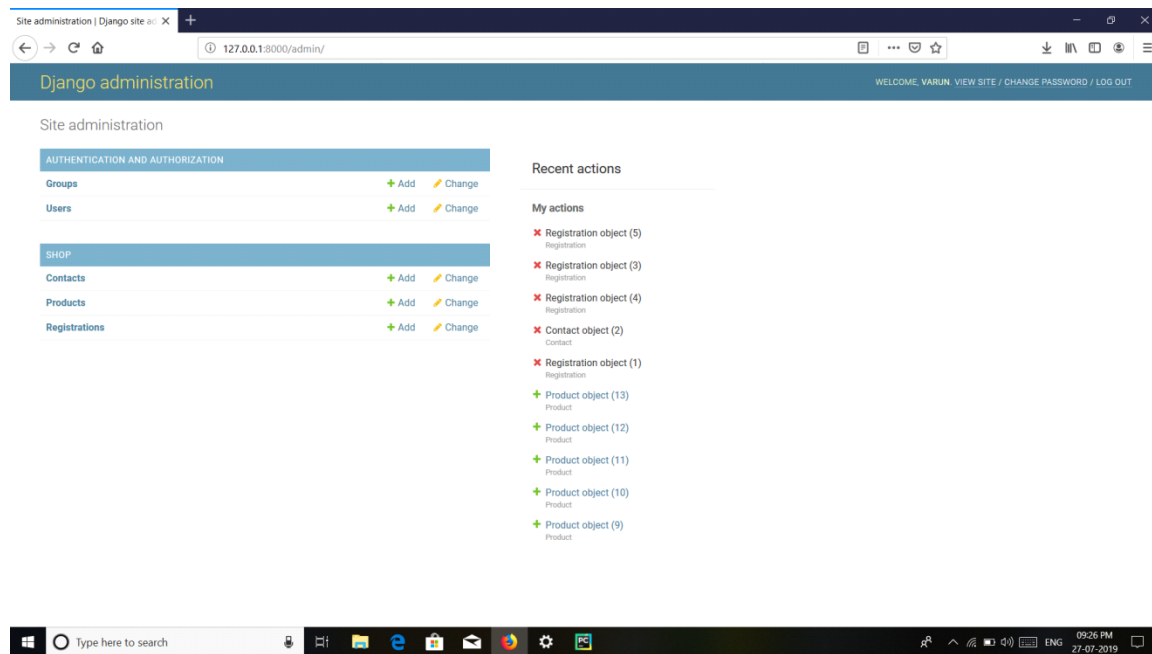 Site administration | Django site ad
127.0.0.1:8000/admin/
Django administration
WELCOME, VARUN. VIEW SITE / CHANGE PASSWORD / LOG OUT
Site administration
AUTHENTICATION AND AUTHORIZATION
Groups Add Change
Users Add Change
SHOP
Contacts Add Change
Products Add Change
Registrations Add Change
Recent actions
My actions
Registration object (5)
Registration
Registration object (3)
Registration
Registration object (4)
Registration
Contact object (2)
Contact
Registration object (1)
Registration
Product object (13)
Product
Product object (12)
Product
Product object (11)
Product
Product object (10)
Product
Product object (9)
Product
Type here to search
PC
ENG
09:26 PM
27-07-2019